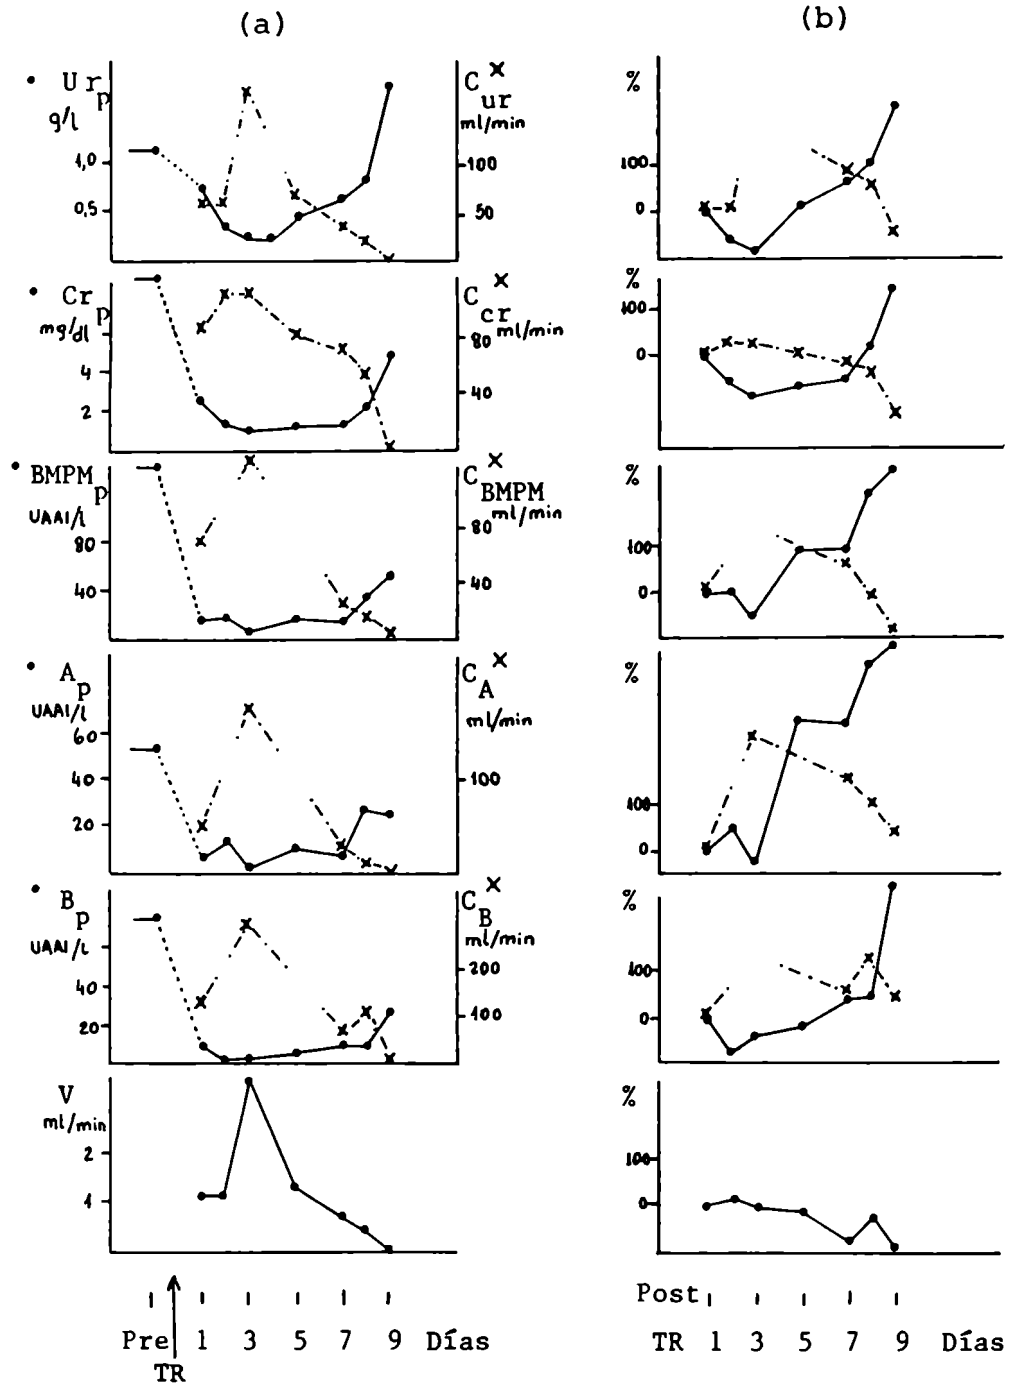 (a)
(b)
• Ur p g/l
1,0
0,5
C ur × ml/min
100
50
%
100
0
• Cr p mg/dl
4
2
C cr × ml/min
80
40
%
100
0
• BMPM p UAAI/l
80
40
C BMPM × ml/min
80
40
%
100
0
• A p UAAI/l
60
40
20
C A × ml/min
100
%
100
0
• B p UAAI/l
40
20
C B × ml/min
200
400
%
100
0
V ml/min
2
1
%
100
0
Pre 1 3 5 7 9 Días
TR
Post
TR 1 3 5 7 9 Días